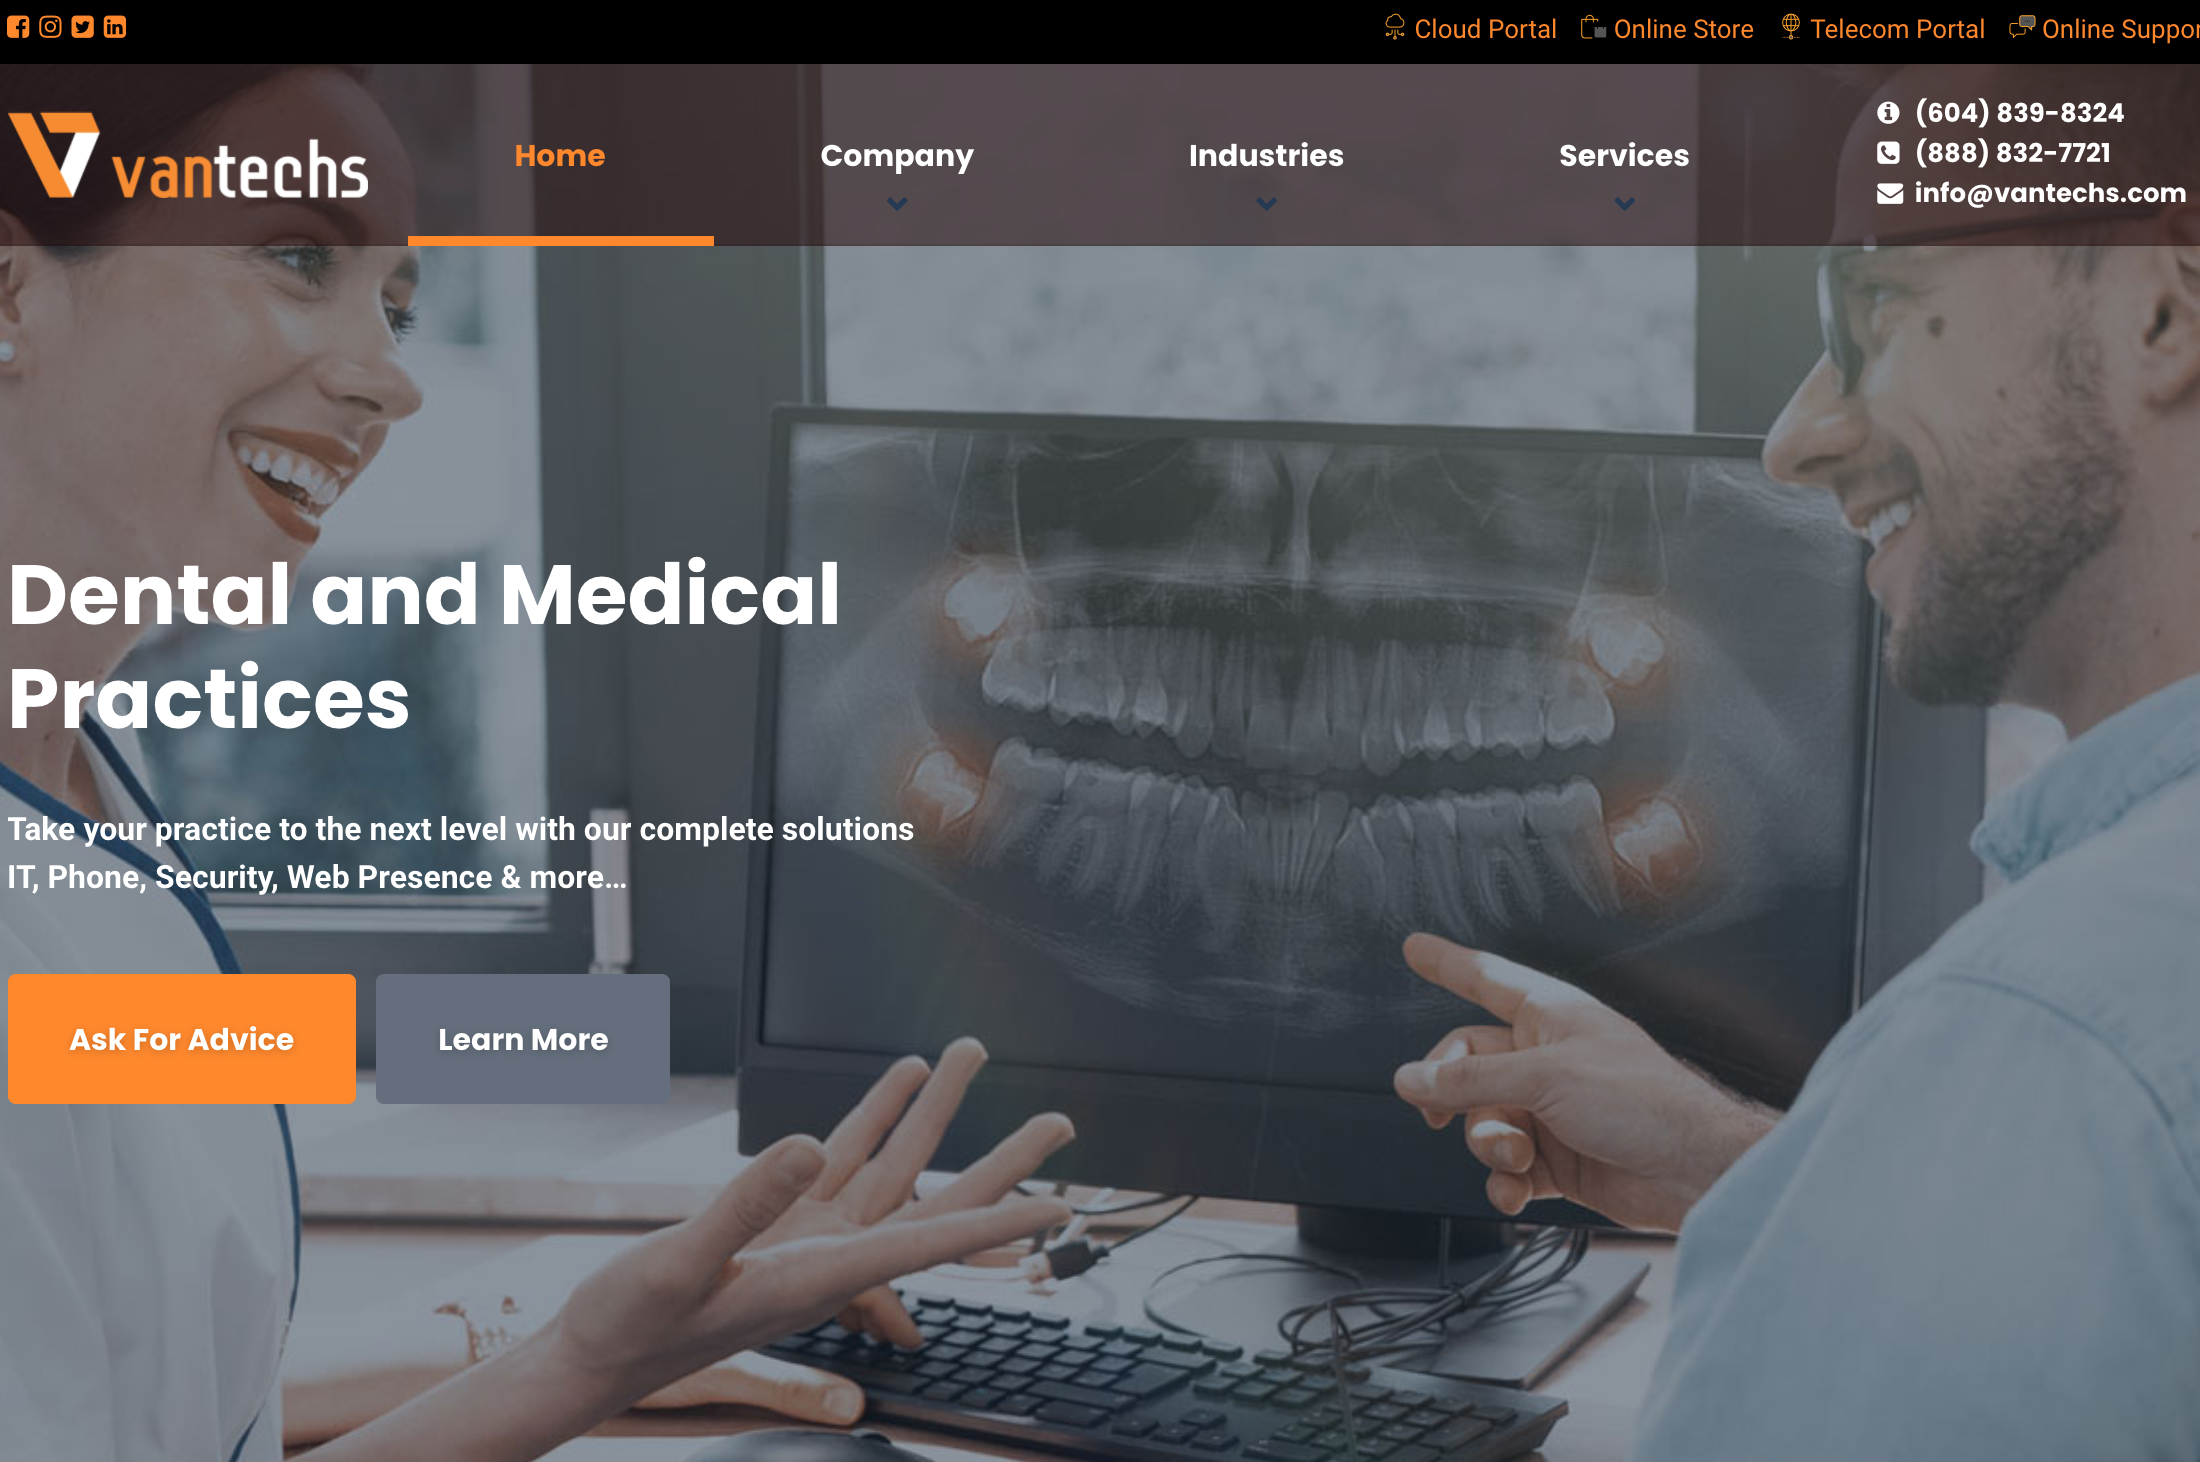 Cloud Portal Online Store Telecom Portal Online Suppor
vantechs
Home Company Industries Services
(604) 839-8324
(888) 832-7721
info@vantechs.com
Dental and Medical
Practices
Take your practice to the next level with our complete solutions
IT, Phone, Security, Web Presence & more...
Ask For Advice Learn More